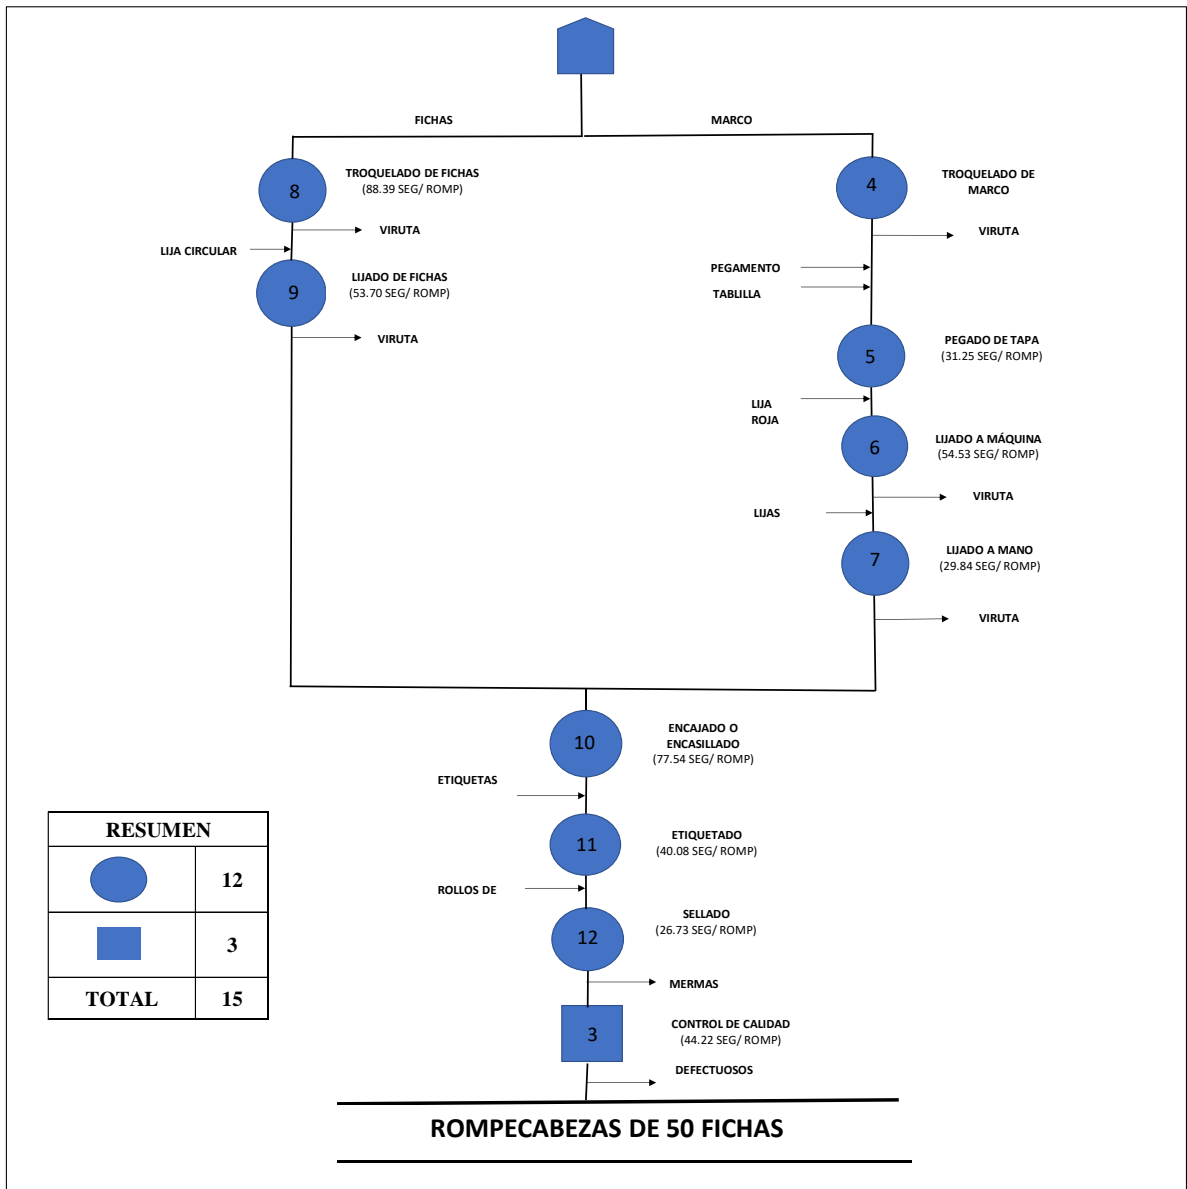 FICHAS
MARCO
8
TROQUELADO DE FICHAS
(88.39 SEG/ ROMP)
VIRUTA
LIJA CIRCULAR
9
LIJADO DE FICHAS
(53.70 SEG/ ROMP)
VIRUTA
4
TROQUELADO DE
MARCO
VIRUTA
PEGAMENTO
TABLILLA
5
PEGADO DE TAPA
(31.25 SEG/ ROMP)
LIJA
ROJA
6
LIJADO A MÁQUINA
(54.53 SEG/ ROMP)
VIRUTA
LIJAS
7
LIJADO A MANO
(29.84 SEG/ ROMP)
VIRUTA
10
ENCAJADO O
ENCASILLADO
(77.54 SEG/ ROMP)
ETIQUETAS
11
ETIQUETADO
(40.08 SEG/ ROMP)
ROLLOS DE
12
SELLADO
(26.73 SEG/ ROMP)
MERMAS
3
CONTROL DE CALIDAD
(44.22 SEG/ ROMP)
DEFECTUOSOS
RESUMEN
12
3
TOTAL 15
ROMPECABEZAS DE 50 FICHAS